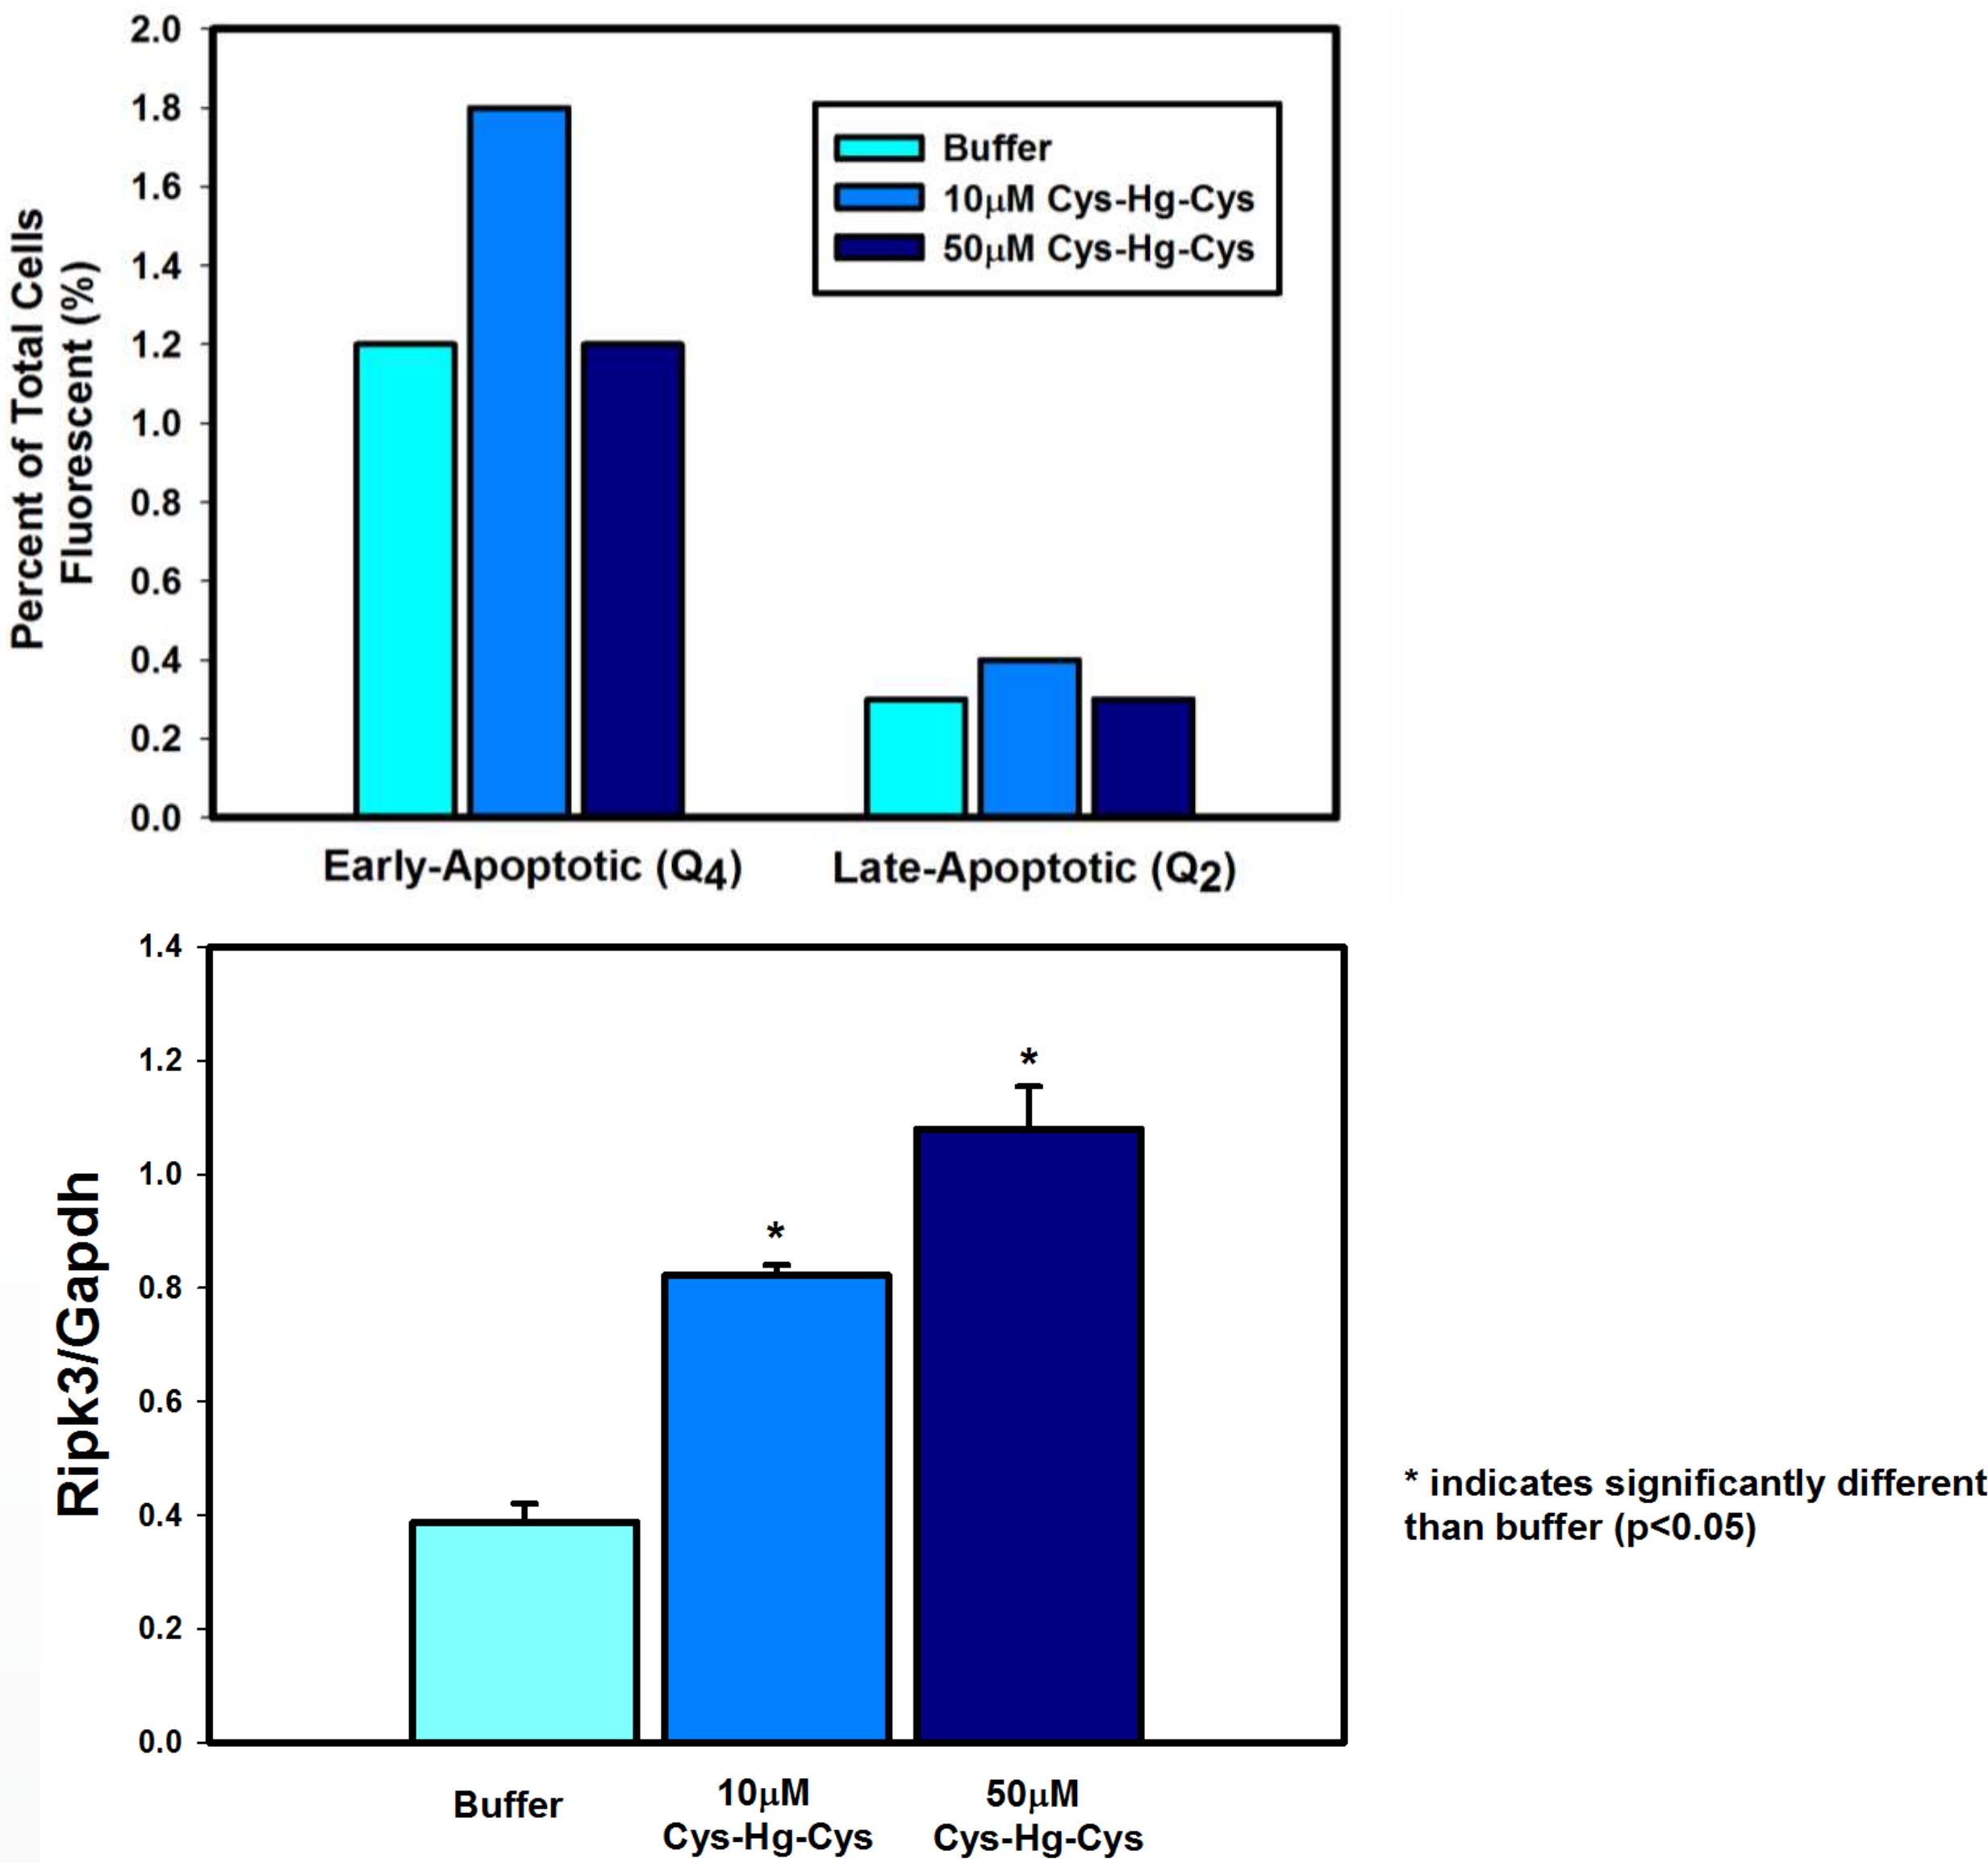 2.0
1.8
1.6
1.4
1.2
1.0
0.8
0.6
0.4
0.2
0.0
Percent of Total Cells
Fluorescent (%)
Buffer
10μM Cys-Hg-Cys
50μM Cys-Hg-Cys
Early-Apoptotic (Q4)
Late-Apoptotic (Q2)
1.4
1.2
1.0
0.8
0.6
0.4
0.2
0.0
Ripk3/Gapdh
*
*
Buffer
10μM
Cys-Hg-Cys
50μM
Cys-Hg-Cys
* indicates significantly different
than buffer (p<0.05)